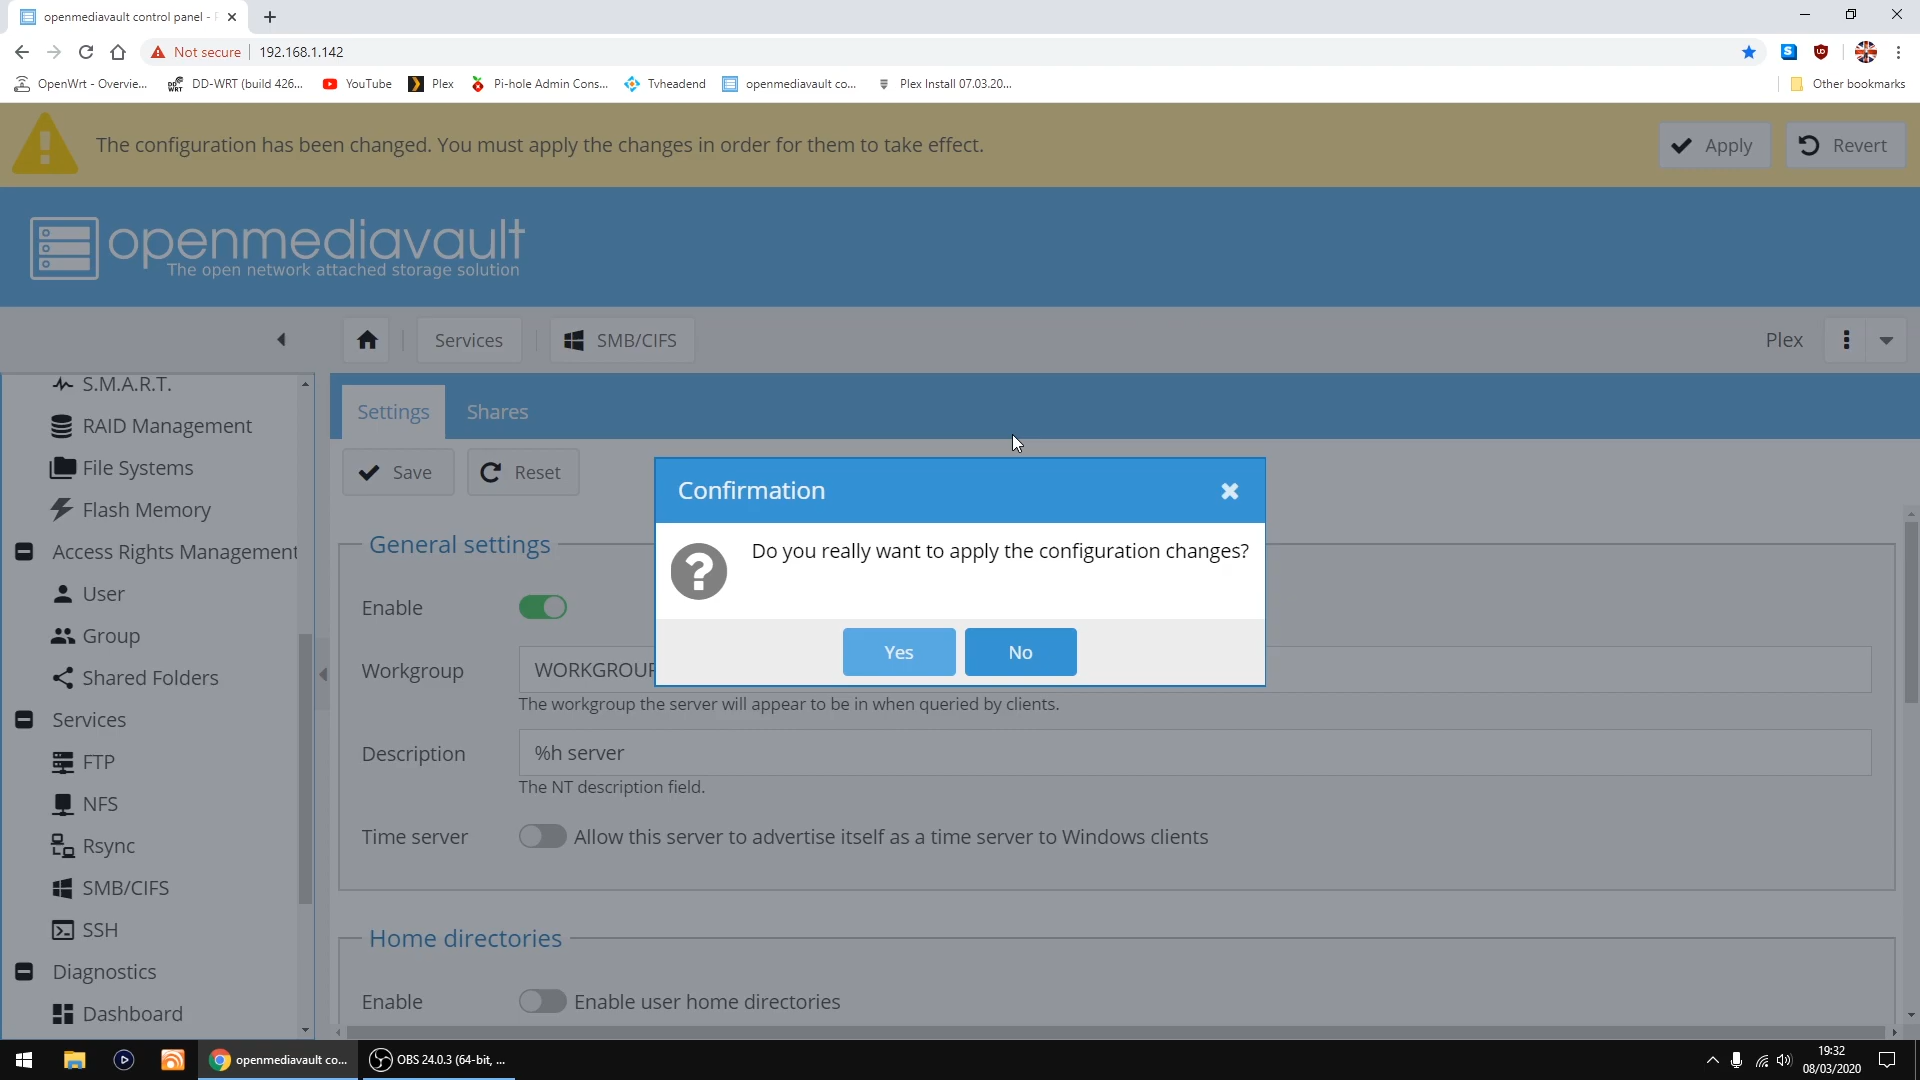 openmediavault control panel -
Not secure
192.168.1.142
OpenWrt - Overvie...
DD-WRT (build 426...
YouTube
Plex
Pi-hole Admin Cons...
Tvheadend
openmediavault co...
Plex Install 07.03.20...
Other bookmarks
The configuration has been changed. You must apply the changes in order for them to take effect.
Apply
Revert
openmediavault
The open network attached storage solution
Services
SMB/CIFS
Plex
S.M.A.R.T.
RAID Management
File Systems
Flash Memory
Access Rights Management
User
Group
Shared Folders
Services
FTP
NFS
Rsync
SMB/CIFS
SSH
Diagnostics
Dashboard
Settings
Shares
Save
Reset
General settings
Enable
Workgroup
WORKGROUP
The workgroup the server will appear to be in when queried by clients.
Description
%h server
The NT description field.
Time server
Allow this server to advertise itself as a time server to Windows clients
Home directories
Enable
Enable user home directories
Confirmation
Do you really want to apply the configuration changes?
Yes
No
openmediavault co...
OBS 24.0.3 (64-bit, ...
19:32
08/03/2020